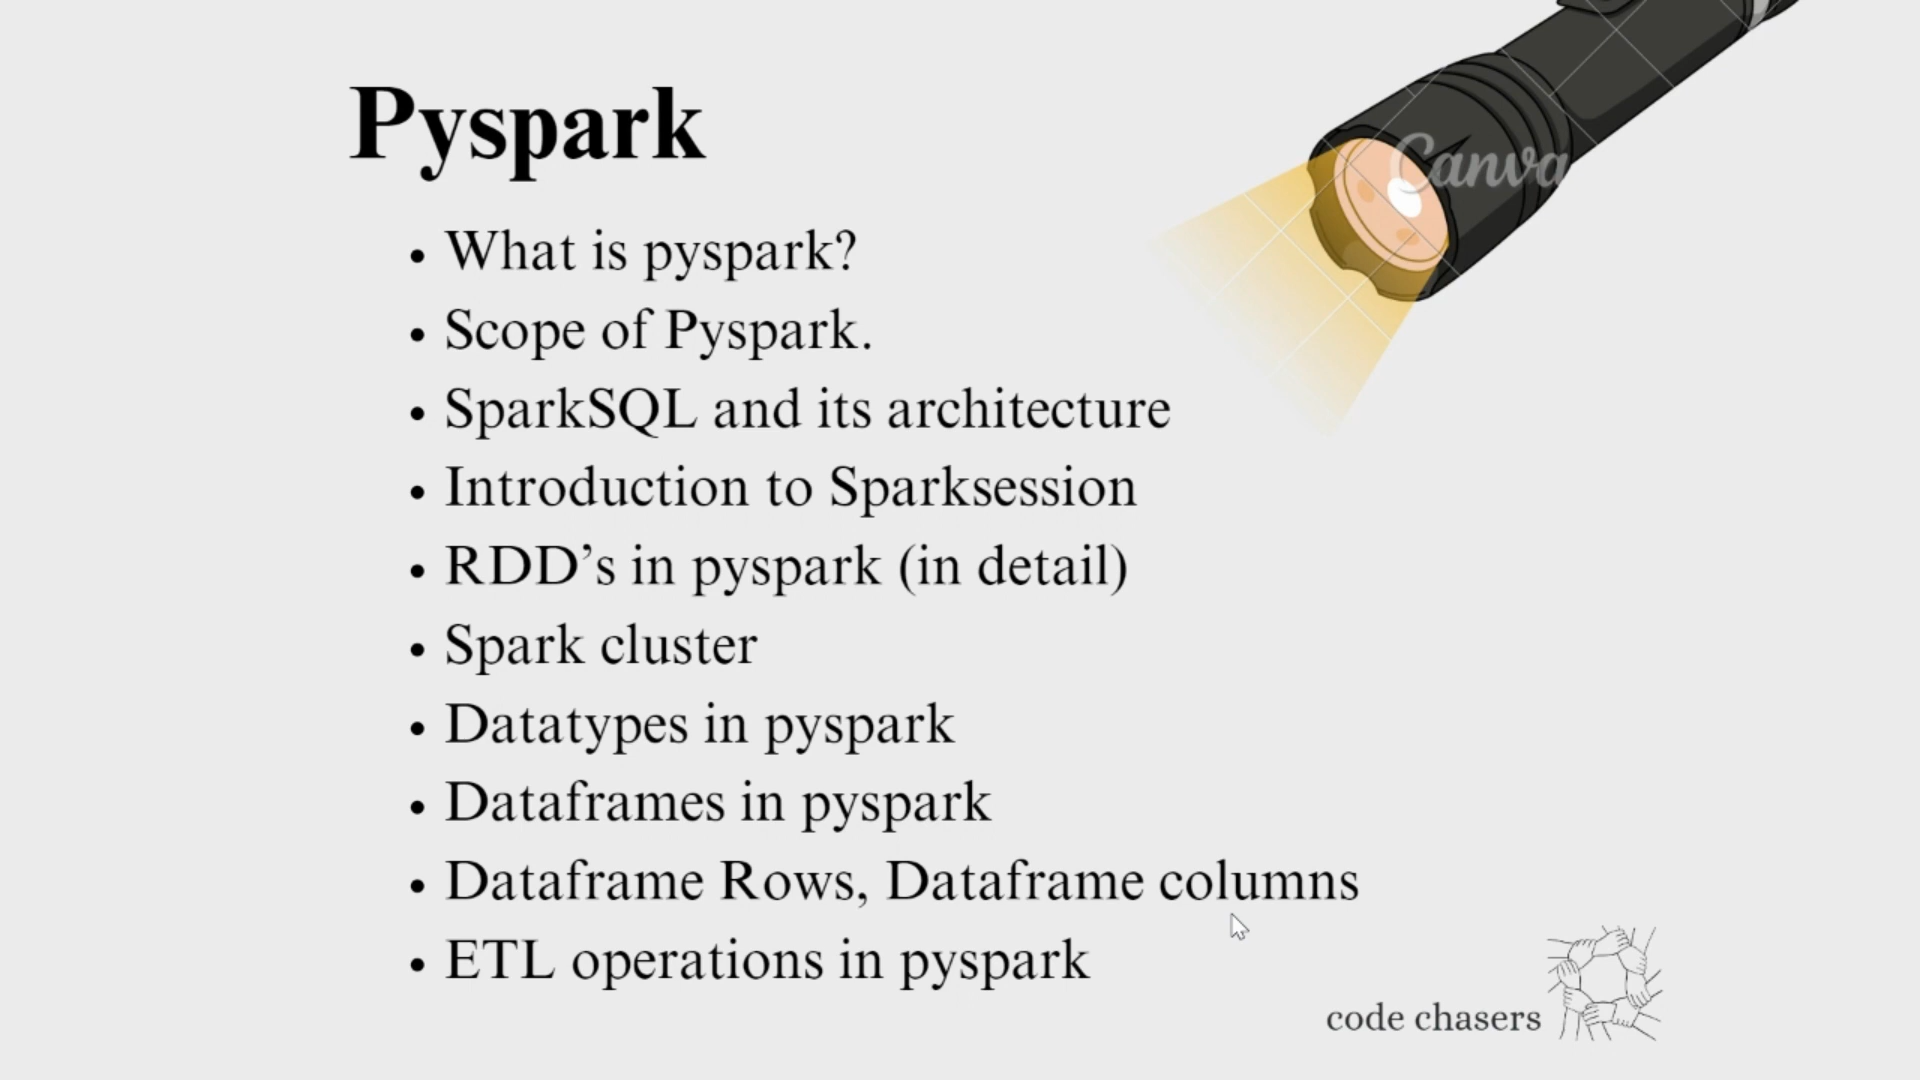 Pyspark
Canva
• What is pyspark?
• Scope of Pyspark.
• SparkSQL and its architecture
• Introduction to Sparksession
• RDD’s in pyspark (in detail)
• Spark cluster
• Datatypes in pyspark
• Dataframes in pyspark
• Dataframe Rows, Dataframe columns
• ETL operations in pyspark
code chasers